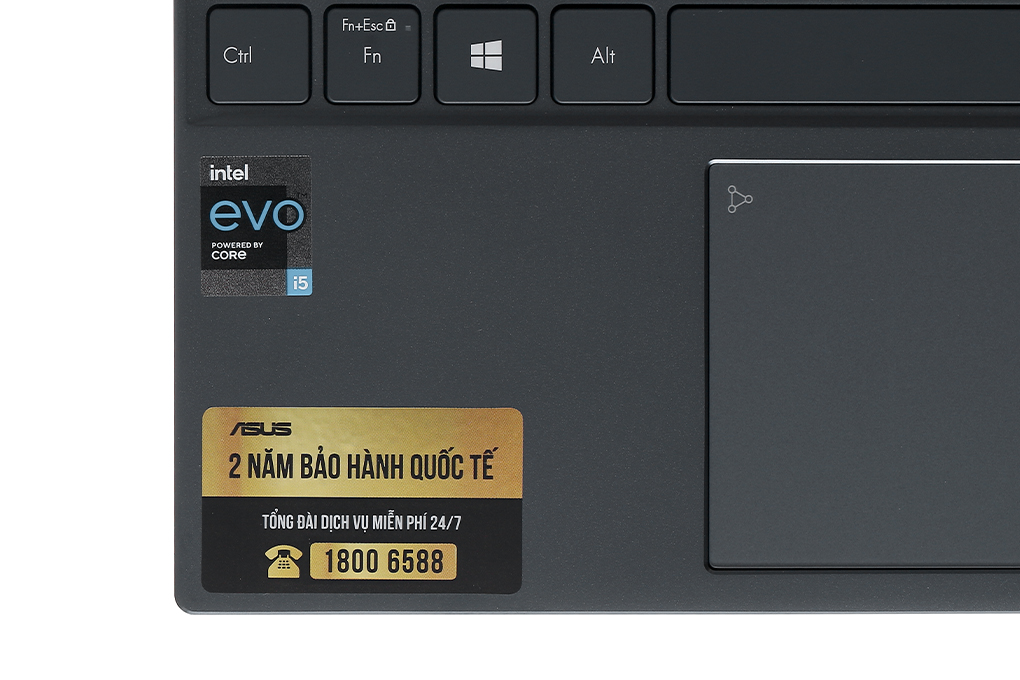 Fn+Esc
Ctrl
Fn
Alt
intel
evo
POWERED BY
CORE
i5
ASUS
2 NĂM BẢO HÀNH QUỐC TẾ
TỔNG ĐÀI DỊCH VỤ MIỄN PHÍ 24/7
1800 6588